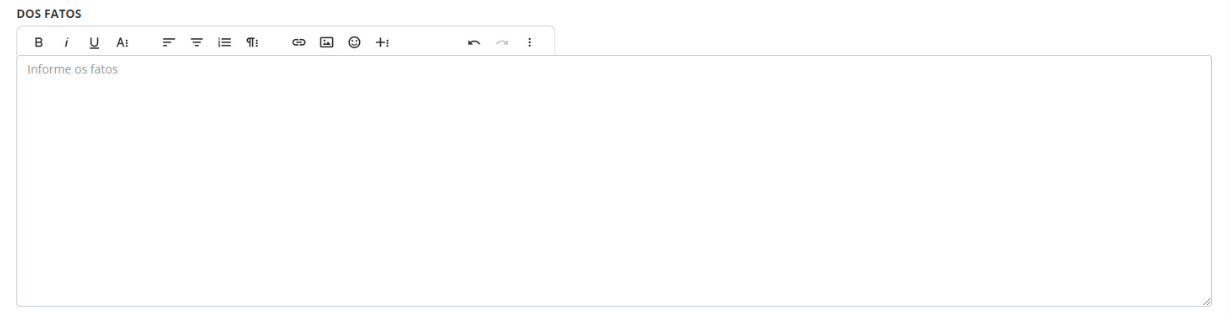 DOS FATOS
B i U A
Informe os fatos